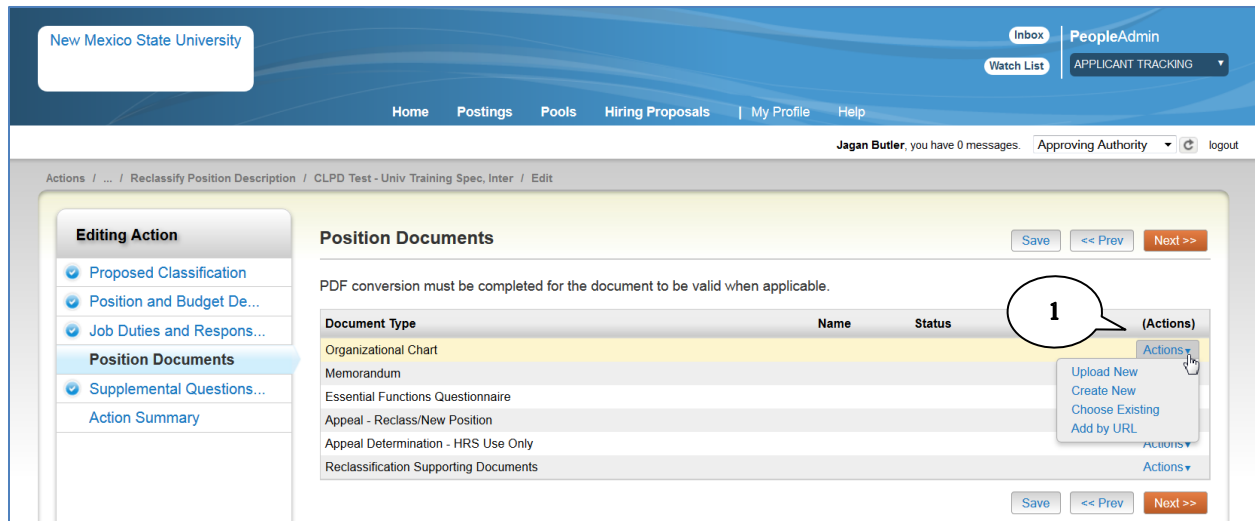 New Mexico State University
Inbox
PeopleAdmin
Watch List
APPLICANT TRACKING
Home Postings Pools Hiring Proposals | My Profile Help
Jagan Butler, you have 0 messages. Approving Authority logout
Actions / ... / Reclassify Position Description / CLPD Test - Univ Training Spec, Inter / Edit
Editing Action
Proposed Classification
Position and Budget De...
Job Duties and Respons...
Position Documents
Supplemental Questions...
Action Summary
Position Documents
Save << Prev Next >>
PDF conversion must be completed for the document to be valid when applicable.
1
Document Type Name Status (Actions)
Organizational Chart Actions
Memorandum
Essential Functions Questionnaire
Appeal - Reclass/New Position
Appeal Determination - HRS Use Only Actions
Reclassification Supporting Documents Actions
Upload New
Create New
Choose Existing
Add by URL
Save << Prev Next >>